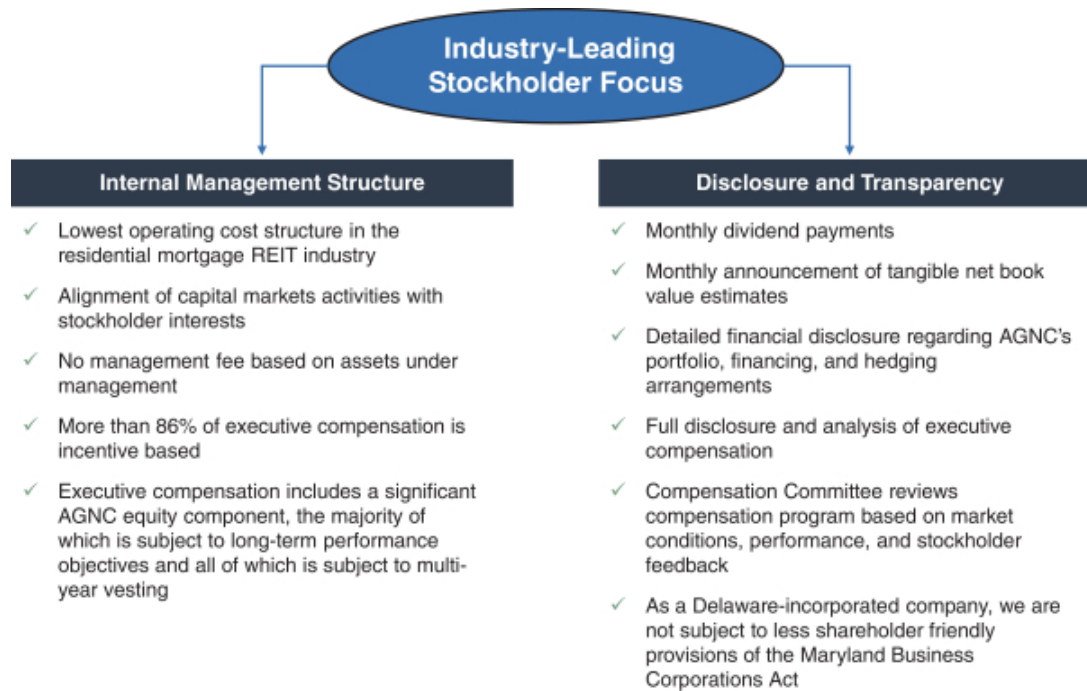 Industry-Leading
Stockholder Focus
Internal Management Structure
Lowest operating cost structure in the
residential mortgage REIT industry
Alignment of capital markets activities with
stockholder interests
No management fee based on assets under
management
More than 86% of executive compensation is
incentive based
Executive compensation includes a significant
AGNC equity component, the majority of
which is subject to long-term performance
objectives and all of which is subject to multi-
year vesting
Disclosure and Transparency
Monthly dividend payments
Monthly announcement of tangible net book
value estimates
Detailed financial disclosure regarding AGNC's
portfolio, financing, and hedging
arrangements
Full disclosure and analysis of executive
compensation
Compensation Committee reviews
compensation program based on market
conditions, performance, and stockholder
feedback
As a Delaware-incorporated company, we are
not subject to less shareholder friendly
provisions of the Maryland Business
Corporations Act